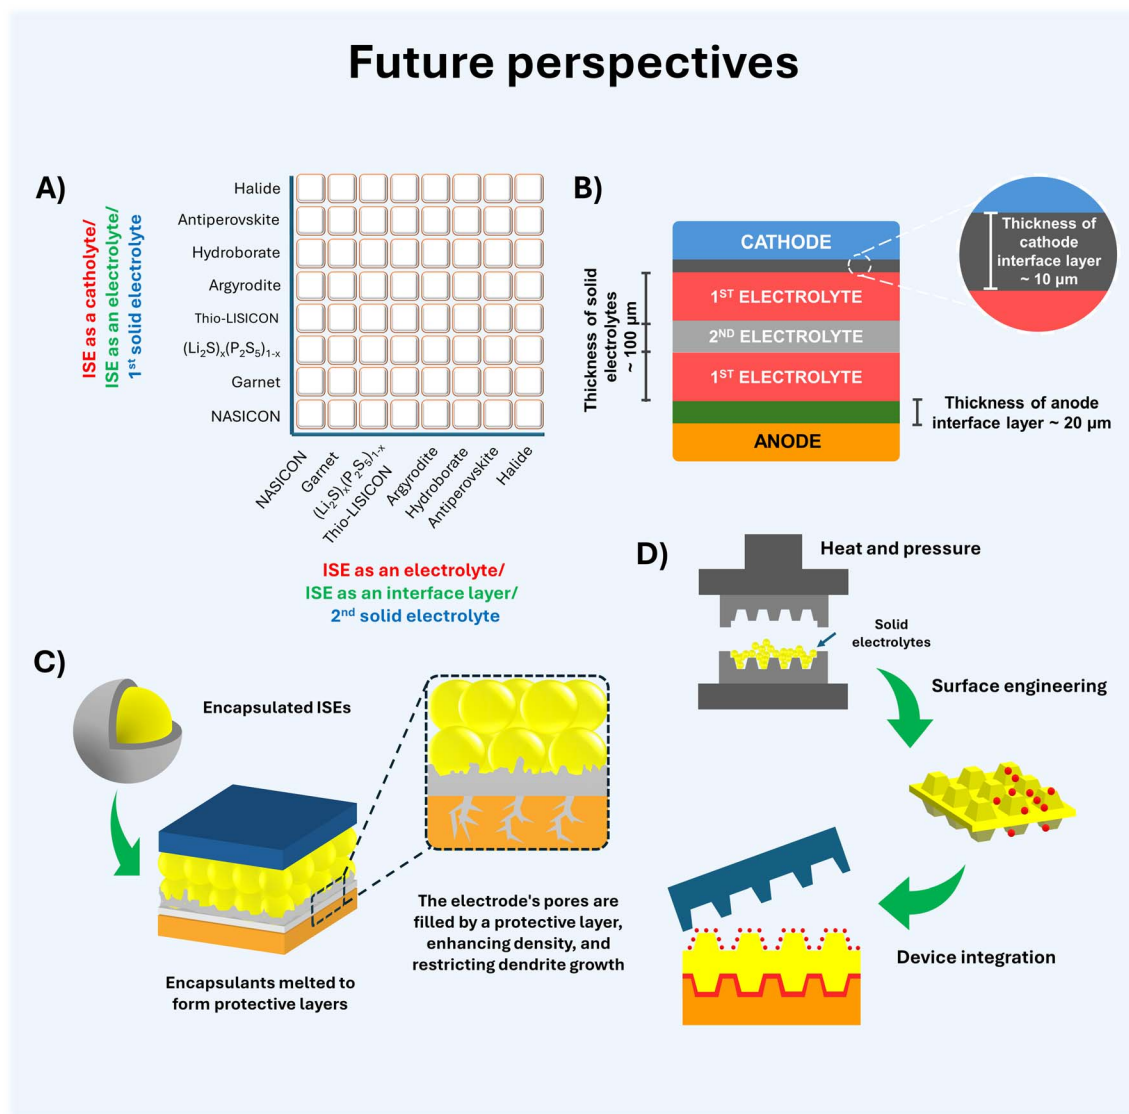 Future perspectives
A)
ISE as a catholyte/
ISE as an electrolyte/
1st solid electrolyte
Halide
Antiperovskite
Hydroborate
Argyrodite
Thio-LISICON
(Li2S)x(P2S5)1-x
Garnet
NASICON
NASICON
Garnet
(Li2S)x(P2S5)1-x
Thio-LISICON
Argyrodite
Hydroborate
Antiperovskite
Halide
ISE as an electrolyte/
ISE as an interface layer/
2nd solid electrolyte
B)
Thickness of solid
electrolytes
~ 100 µm
CATHODE
1ST ELECTROLYTE
2ND ELECTROLYTE
1ST ELECTROLYTE
ANODE
Thickness of
cathode
interface layer
~ 10 µm
Thickness of anode
interface layer ~ 20 µm
C)
Encapsulated ISEs
Encapsulants melted to
form protective layers
The electrode's pores are
filled by a protective layer,
enhancing density, and
restricting dendrite growth
D)
Heat and pressure
Solid
electrolytes
Surface engineering
Device integration